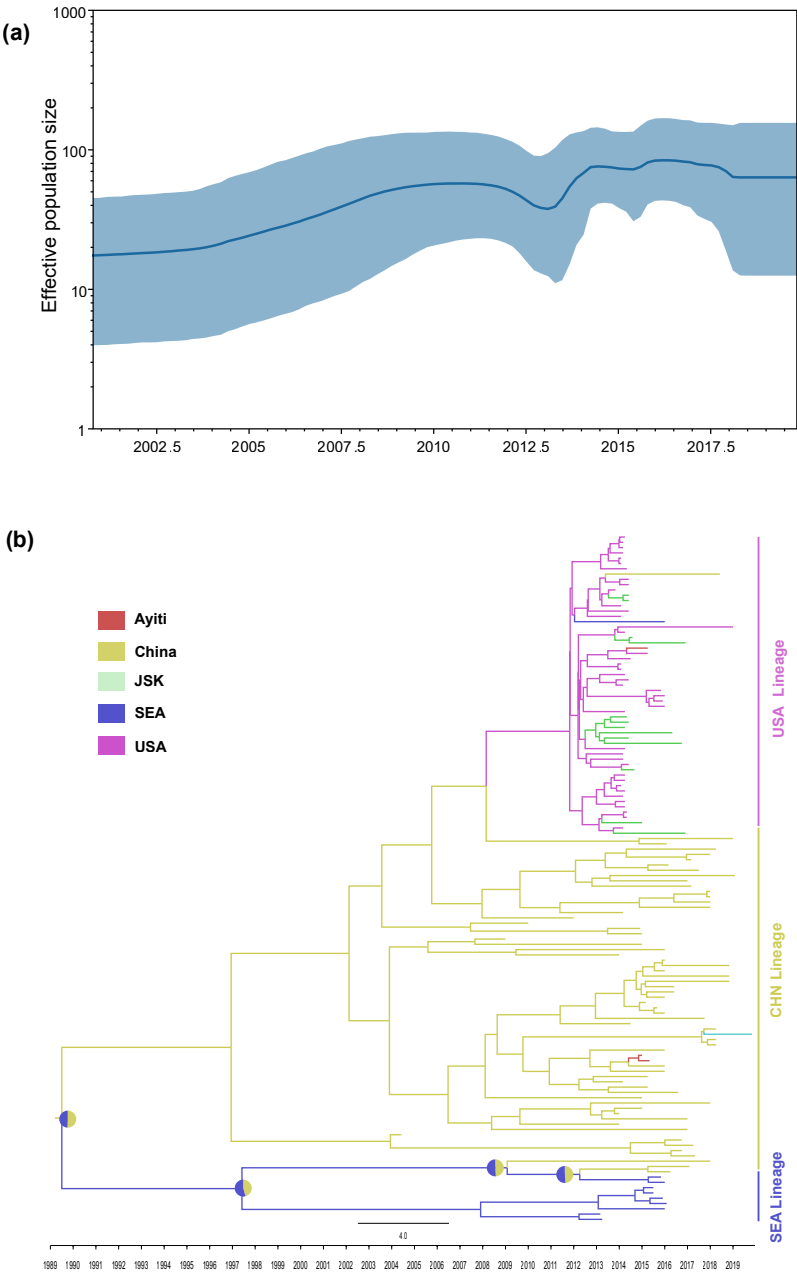 (a)
Effective population size
1000
100
10
1
2002.5 2005 2007.5 2010 2012.5 2015 2017.5
(b)
Ayiti
China
JSK
SEA
USA
USA Lineage
CHN Lineage
SEA Lineage
4.0
1989 1990 1991 1992 1993 1994 1995 1996 1997 1998 1999 2000 2001 2002 2003 2004 2005 2006 2007 2008 2009 2010 2011 2012 2013 2014 2015 2016 2017 2018 2019